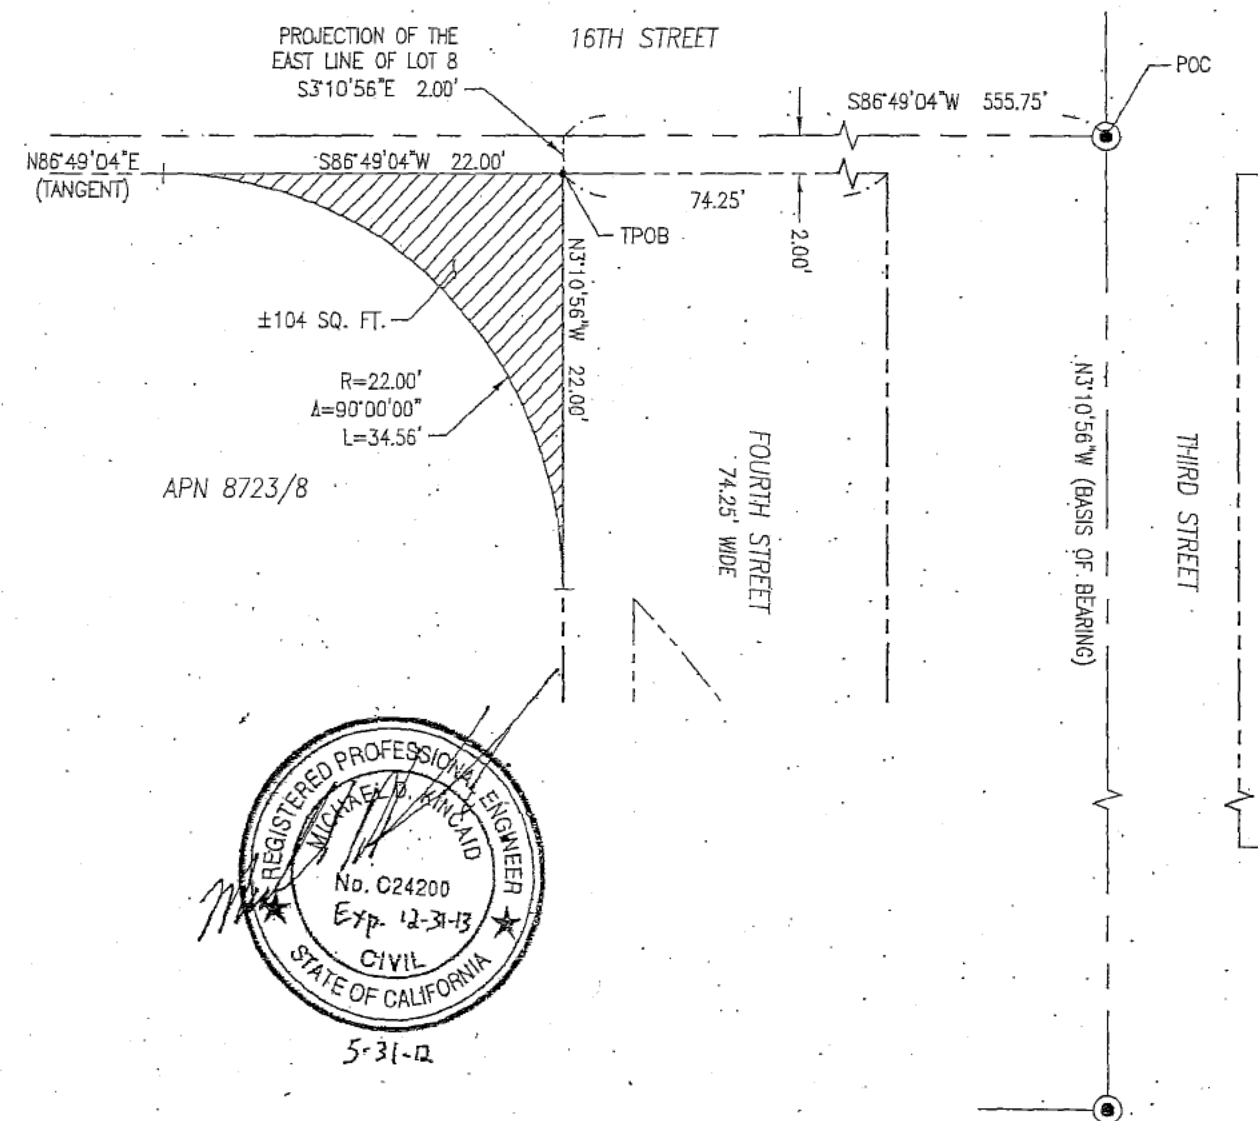 PROJECTION OF THE
EAST LINE OF LOT 8
S3°10'56"E 2.00'
16TH STREET
POC
S86°49'04"W 555.75'
N86°49'04"E
(TANGENT)
S86°49'04"W 22.00'
74.25'
TPOB
2.00'
N3°10'56"W 22.00'
±104 SQ. FT.
R=22.00'
Δ=90°00'00"
L=34.56'
APN 8723/8
FOURTH STREET
74.25' WIDE
N3°10'56"W (BASIS OF BEARING)
THIRD STREET
REGISTERED PROFESSIONAL ENGINEER
MICHAEL D. KINCAID
No. C24200
Exp. 12-31-13
CIVIL
STATE OF CALIFORNIA
5-31-12